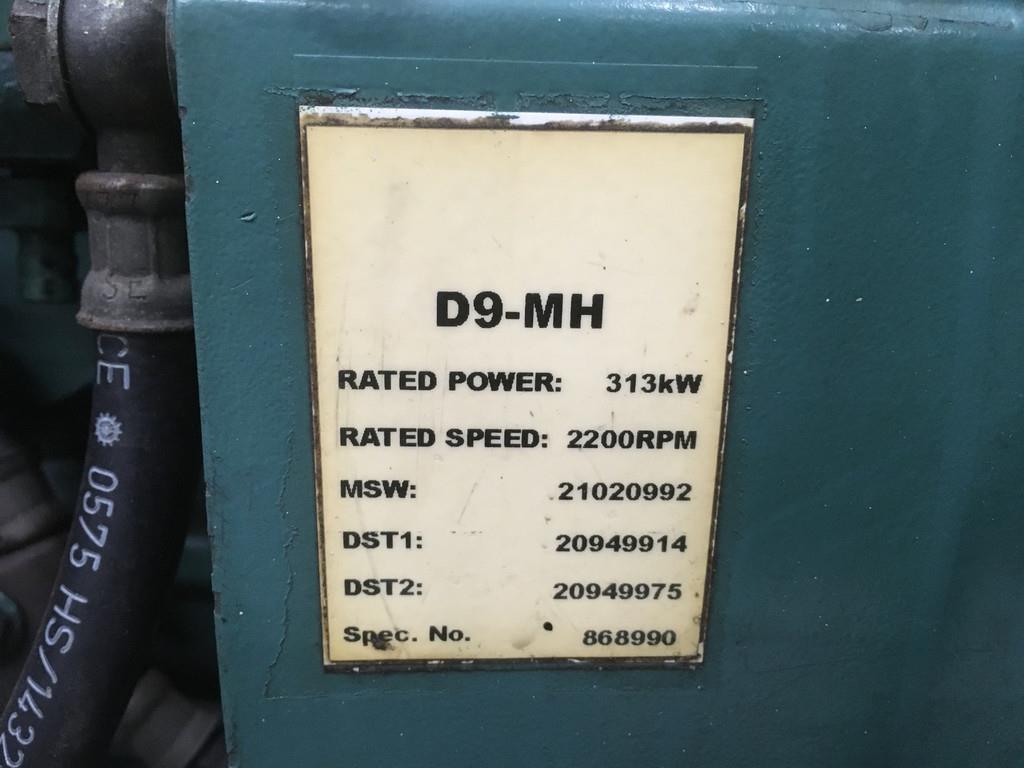 D9-MH
RATED POWER: 313kW
RATED SPEED: 2200RPM
MSW: 21020992
DST1: 20949914
DST2: 20949975
Spec. No. 868990
CE 0575 HS/1432
SE